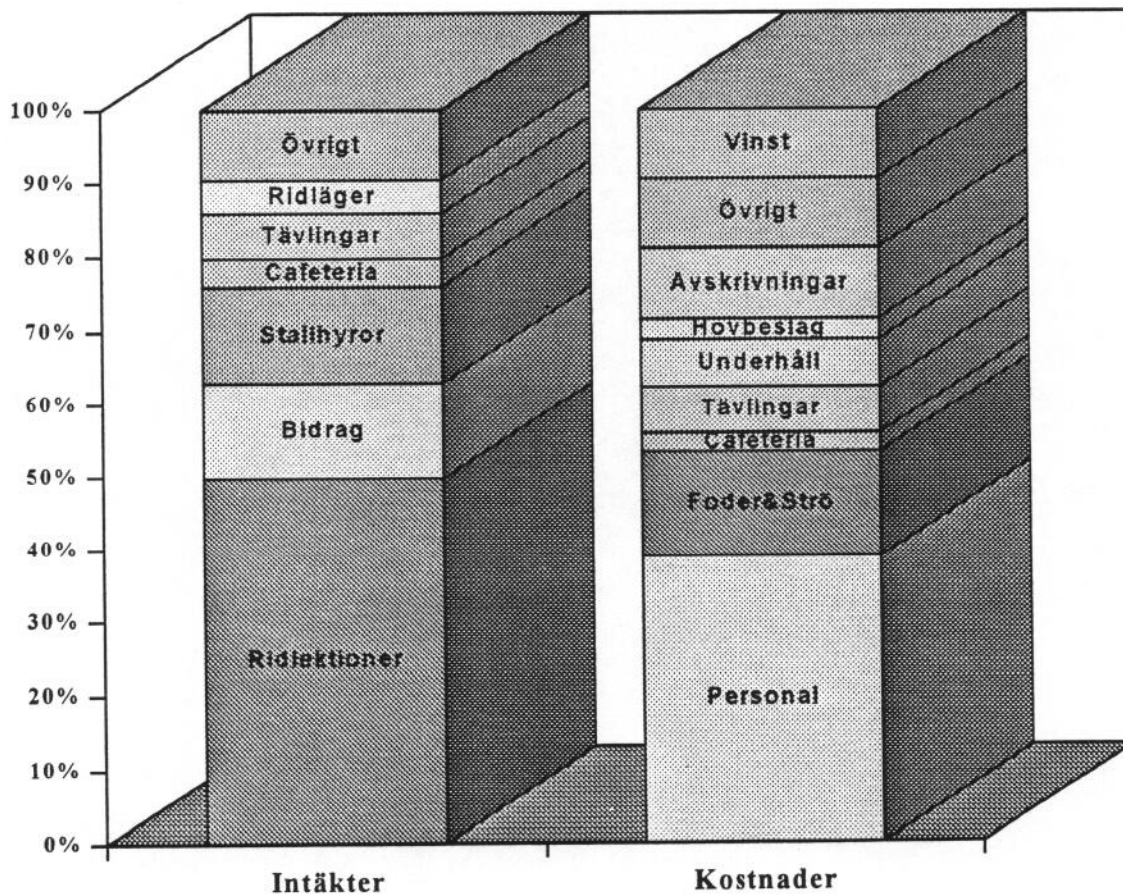 100%
90%
80%
70%
60%
50%
40%
30%
20%
10%
0%
Övrigt
Ridläger
Tävlingar
Cafeteria
Stallhyror
Bidrag
Ridlektioner
Intäkter
Vinst
Övrigt
Avskrivningar
Hovbeslag
Underhåll
Tävlingar
Cafeteria
Foder&Strö
Personal
Kostnader